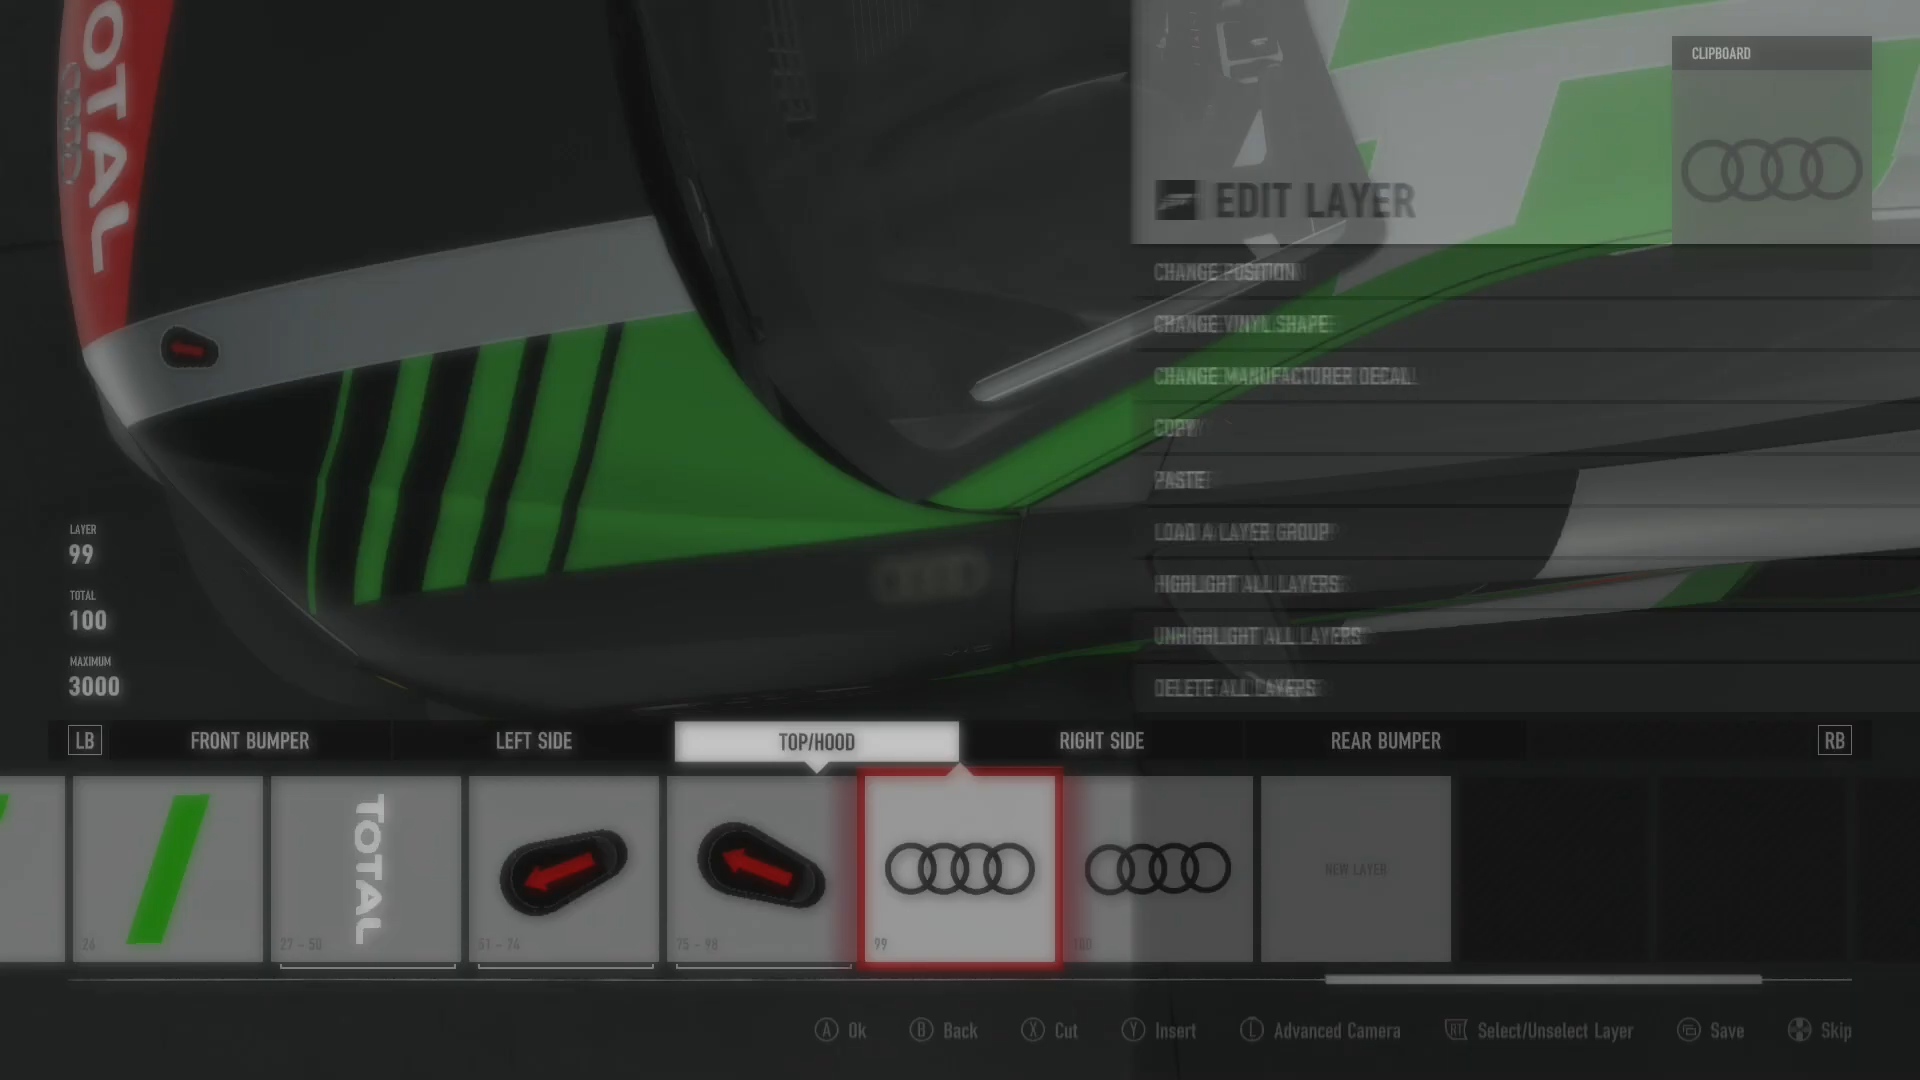 TOTAL
CLIPBOARD
EDIT LAYER
CHANGE POSITION
CHANGE VINYL SHAPE
CHANGE MANUFACTURER DECAL
COPY
PASTE
LOAD A LAYER GROUP
HIGHLIGHT ALL LAYERS
UNHIGHLIGHT ALL LAYERS
DELETE ALL LAYERS
LAYER
99
TOTAL
100
MAXIMUM
3000
LB FRONT BUMPER LEFT SIDE TOP/HOOD RIGHT SIDE REAR BUMPER RB
TOTAL
NEW LAYER
26 27 - 50 51 - 74 75 - 98 99 100
A Ok B Back X Cut Y Insert L Advanced Camera RT Select/Unselect Layer Save Skip